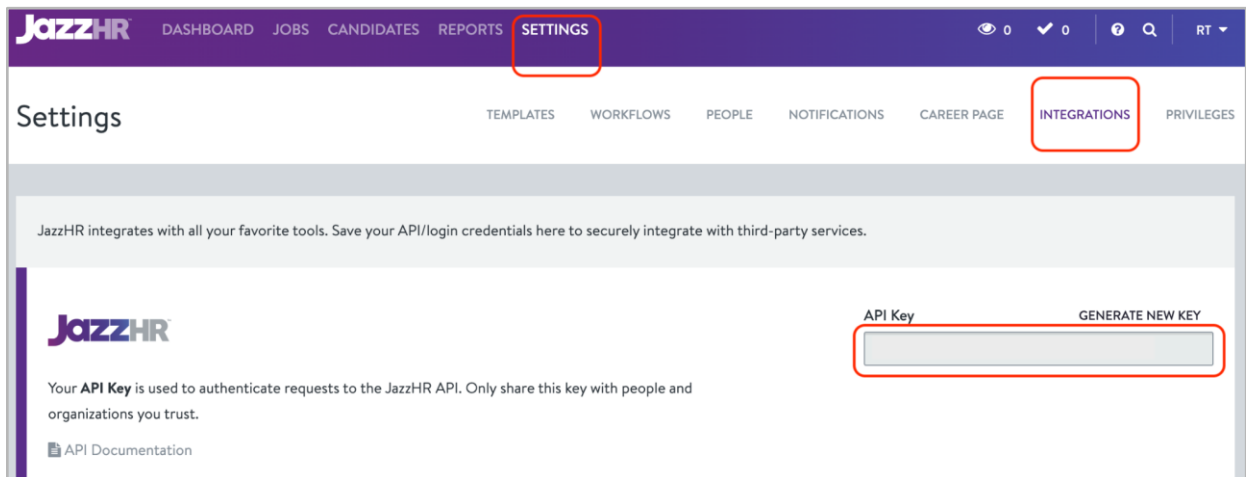 JazzHR DASHBOARD JOBS CANDIDATES REPORTS SETTINGS 0 0 RT
Settings TEMPLATES WORKFLOWS PEOPLE NOTIFICATIONS CAREER PAGE INTEGRATIONS PRIVILEGES
JazzHR integrates with all your favorite tools. Save your API/login credentials here to securely integrate with third-party services.
JazzHR
API Key GENERATE NEW KEY
Your API Key is used to authenticate requests to the JazzHR API. Only share this key with people and
organizations you trust.
API Documentation